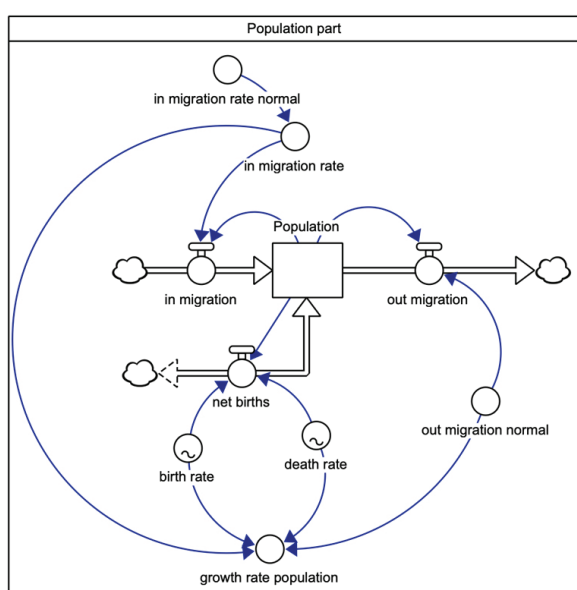 Population part
in migration rate normal
in migration rate
Population
in migration
out migration
net births
out migration normal
birth rate
death rate
growth rate population